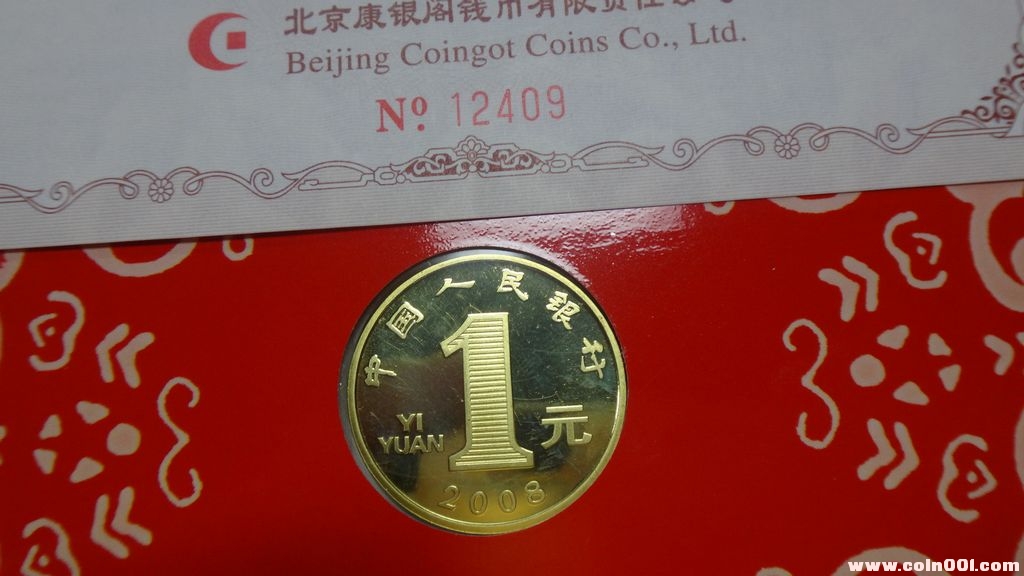 北京康银阁钱币有限责任公司
Beijing Coingot Coins Co., Ltd.
Nº. 12409
中国人民银行
1
YI
YUAN
元
2008
www.coin001.com